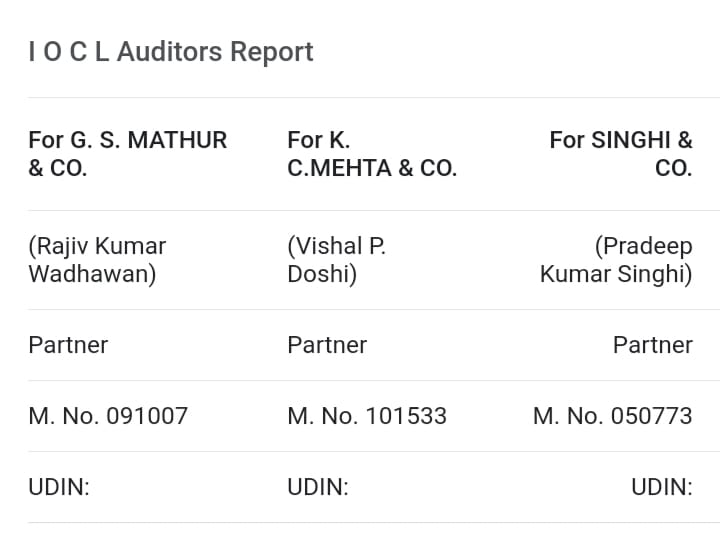 I O C L Auditors Report
For G. S. MATHUR
& CO.
For K.
C.MEHTA & CO.
For SINGHI &
CO.
(Rajiv Kumar
Wadhawan)
(Vishal P.
Doshi)
(Pradeep
Kumar Singhi)
Partner
Partner
Partner
M. No. 091007
M. No. 101533
M. No. 050773
UDIN:
UDIN:
UDIN: